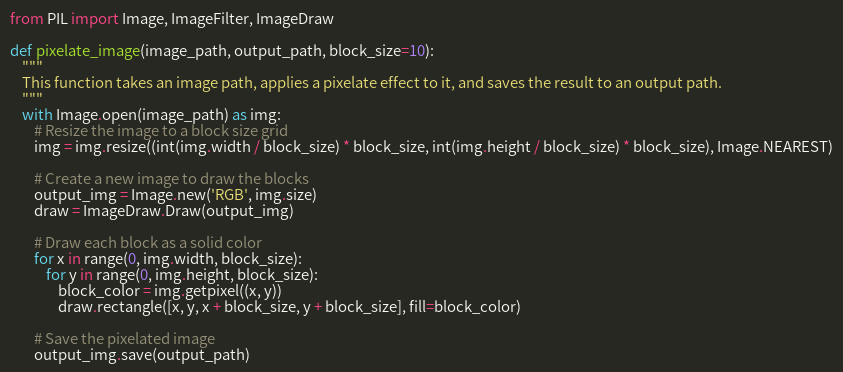 from PIL import Image, ImageFilter, ImageDraw
def pixelate_image(image_path, output_path, block_size=10):
"""
This function takes an image path, applies a pixelate effect to it, and saves the result to an output path.
"""
with Image.open(image_path) as img:
# Resize the image to a block size grid
img = img.resize((int(img.width / block_size) * block_size, int(img.height / block_size) * block_size), Image.NEAREST)
# Create a new image to draw the blocks
output_img = Image.new('RGB', img.size)
draw = ImageDraw.Draw(output_img)
# Draw each block as a solid color
for x in range(0, img.width, block_size):
for y in range(0, img.height, block_size):
block_color = img.getpixel((x, y))
draw.rectangle([x, y, x + block_size, y + block_size], fill=block_color)
# Save the pixelated image
output_img.save(output_path)